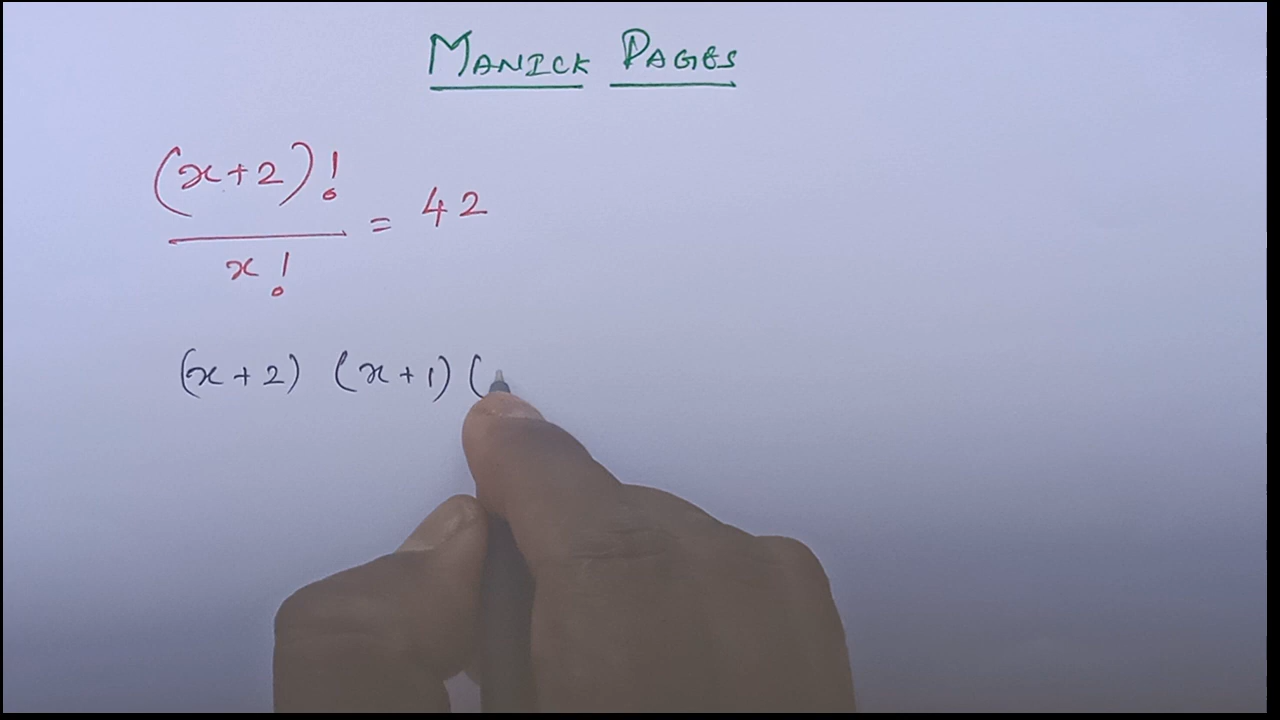 MANICK PAGES
(x+2)!
—— = 42
x!
(x+2) (x+1) (